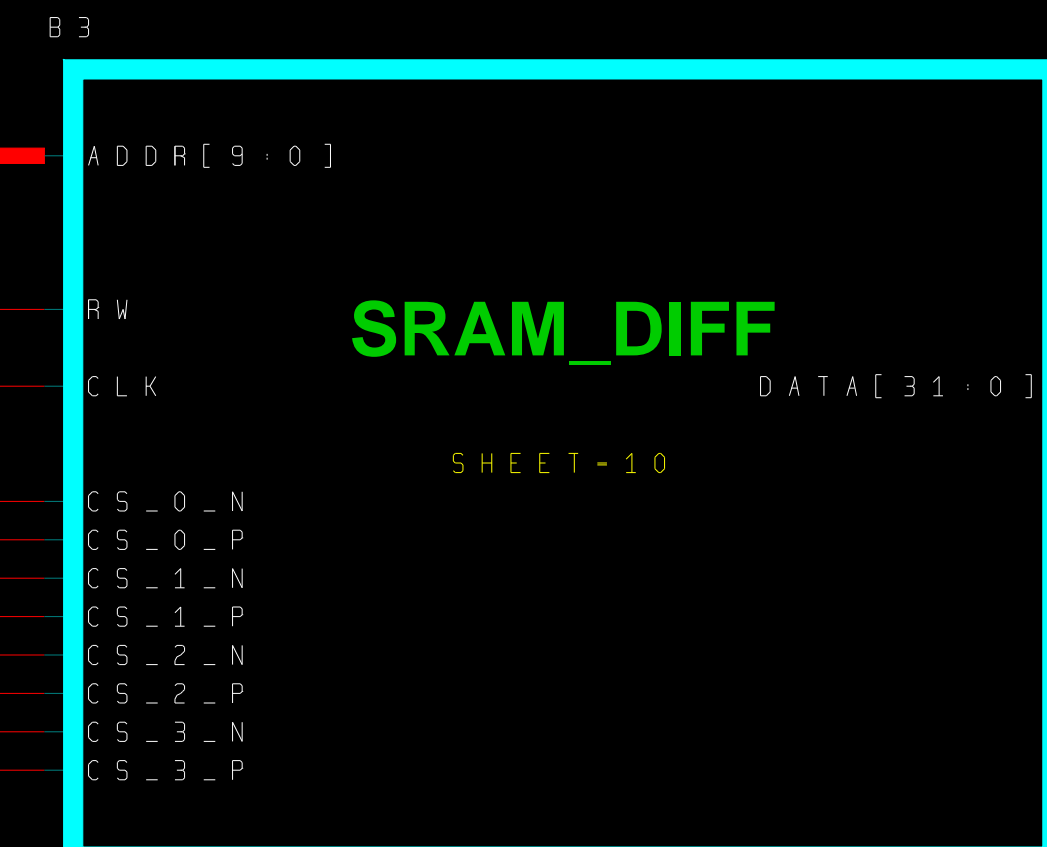 B3
ADDR[9:0]
RW
SRAM_DIFF
CLK
DATA[31:0]
SHEET=10
CS_0_N
CS_0_P
CS_1_N
CS_1_P
CS_2_N
CS_2_P
CS_3_N
CS_3_P